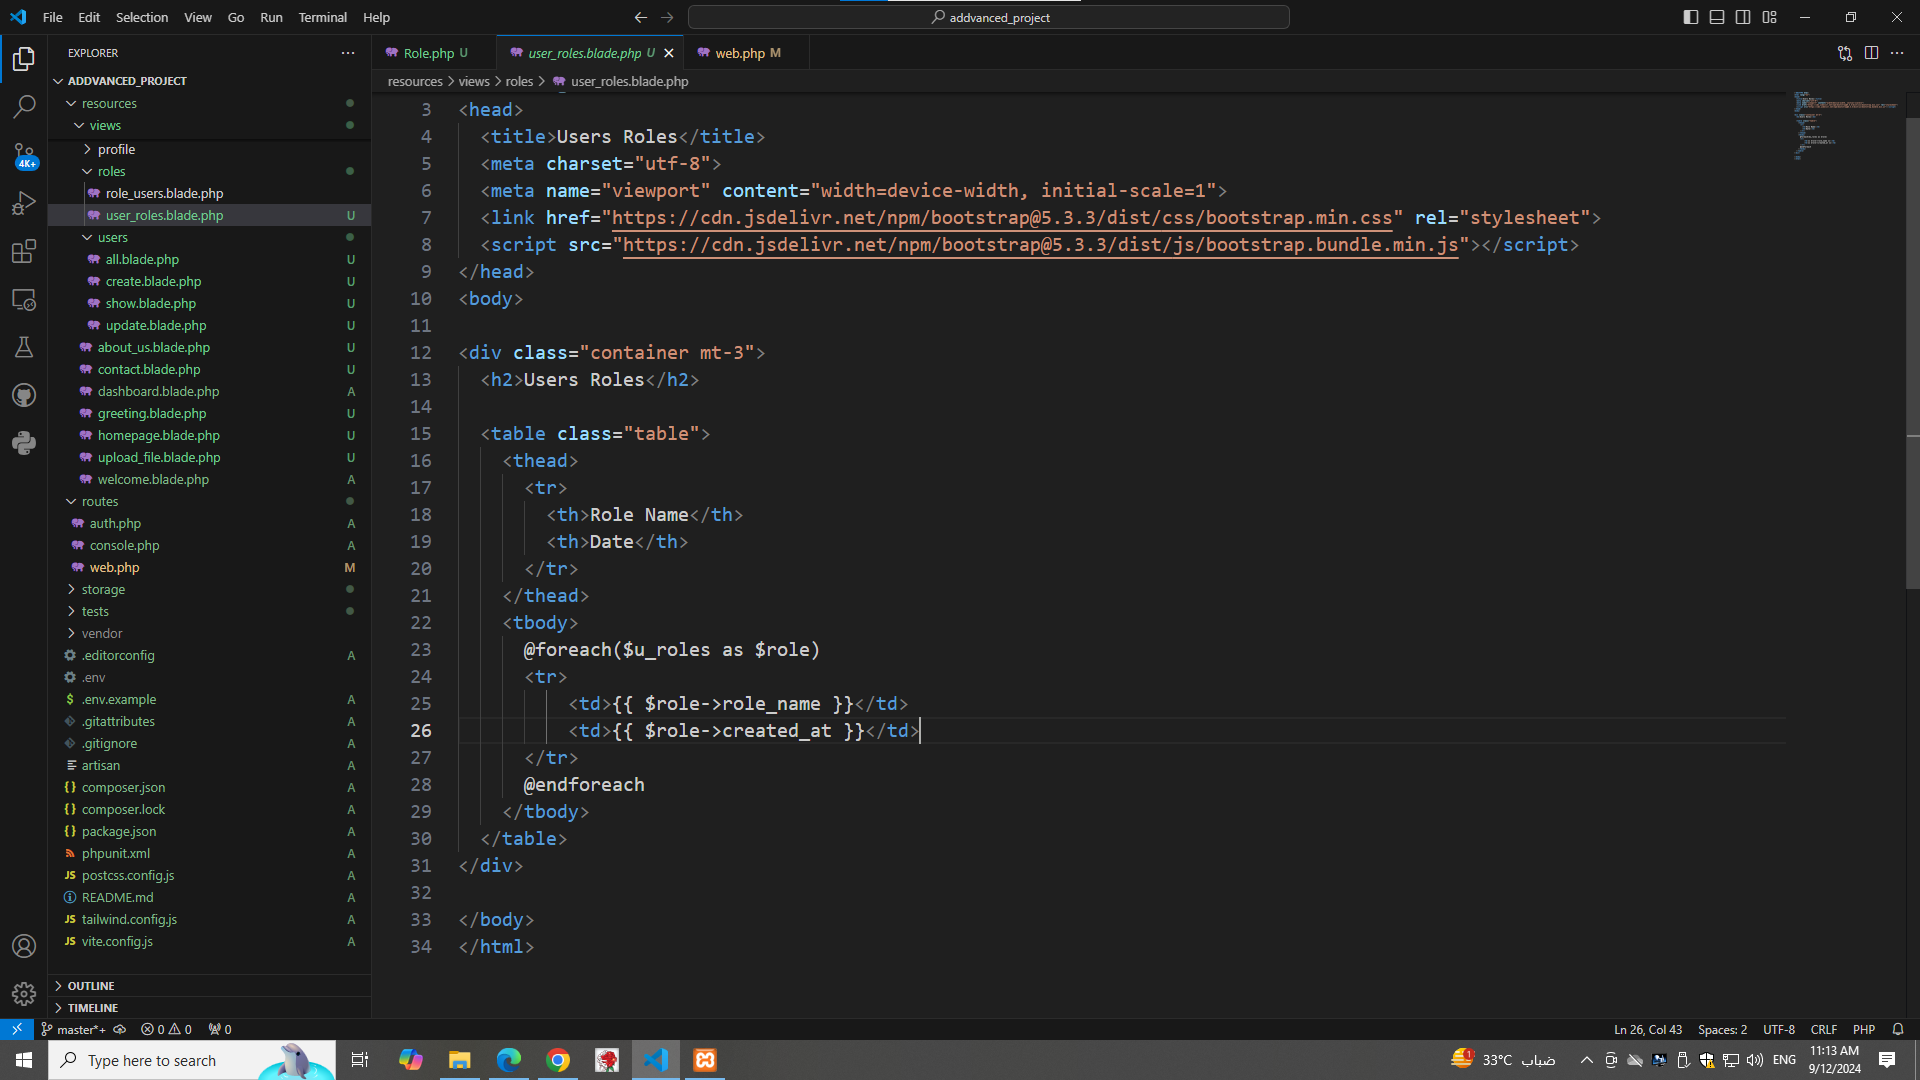 File Edit Selection View Go Run Terminal Help
addvanced_project
EXPLORER
Role.php U
user_roles.blade.php U
web.php M
ADDVANCED_PROJECT
resources > views > roles > user_roles.blade.php
resources
views
profile
roles
role_users.blade.php
user_roles.blade.php U
users
all.blade.php U
create.blade.php U
show.blade.php U
update.blade.php U
about_us.blade.php U
contact.blade.php U
dashboard.blade.php A
greeting.blade.php U
homepage.blade.php U
upload_file.blade.php U
welcome.blade.php A
routes
auth.php A
console.php A
web.php M
storage
tests
vendor
.editorconfig A
.env
.env.example A
.gitattributes A
.gitignore A
artisan A
composer.json A
composer.lock A
package.json A
phpunit.xml A
postcss.config.js A
README.md A
tailwind.config.js A
vite.config.js A
OUTLINE
TIMELINE
4K+
3 <head>
4 <title>Users Roles</title>
5 <meta charset="utf-8">
6 <meta name="viewport" content="width=device-width, initial-scale=1">
7 <link href="https://cdn.jsdelivr.net/npm/bootstrap@5.3.3/dist/css/bootstrap.min.css" rel="stylesheet">
8 <script src="https://cdn.jsdelivr.net/npm/bootstrap@5.3.3/dist/js/bootstrap.bundle.min.js"></script>
9 </head>
10 <body>
11
12 <div class="container mt-3">
13 <h2>Users Roles</h2>
14
15 <table class="table">
16 <thead>
17 <tr>
18 <th>Role Name</th>
19 <th>Date</th>
20 </tr>
21 </thead>
22 <tbody>
23 @foreach($u_roles as $role)
24 <tr>
25 <td>{{ $role->role_name }}</td>
26 <td>{{ $role->created_at }}</td>
27 </tr>
28 @endforeach
29 </tbody>
30 </table>
31 </div>
32
33 </body>
34 </html>
master*+ 0 0 0
Ln 26, Col 43 Spaces: 2 UTF-8 CRLF PHP
Type here to search
1 33°C ضباب
ENG
11:13 AM
9/12/2024